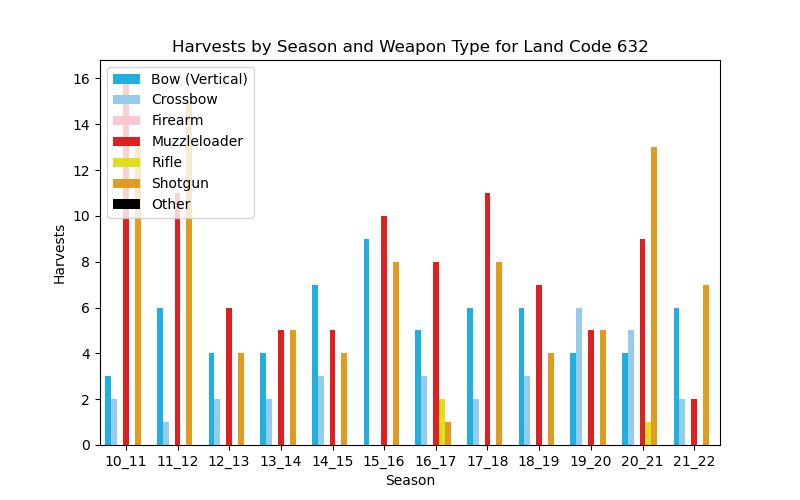 Harvests by Season and Weapon Type for Land Code 632
16
14
12
10
8
6
4
2
0
Harvests
Bow (Vertical)
Crossbow
Firearm
Muzzleloader
Rifle
Shotgun
Other
10_11 11_12 12_13 13_14 14_15 15_16 16_17 17_18 18_19 19_20 20_21 21_22
Season